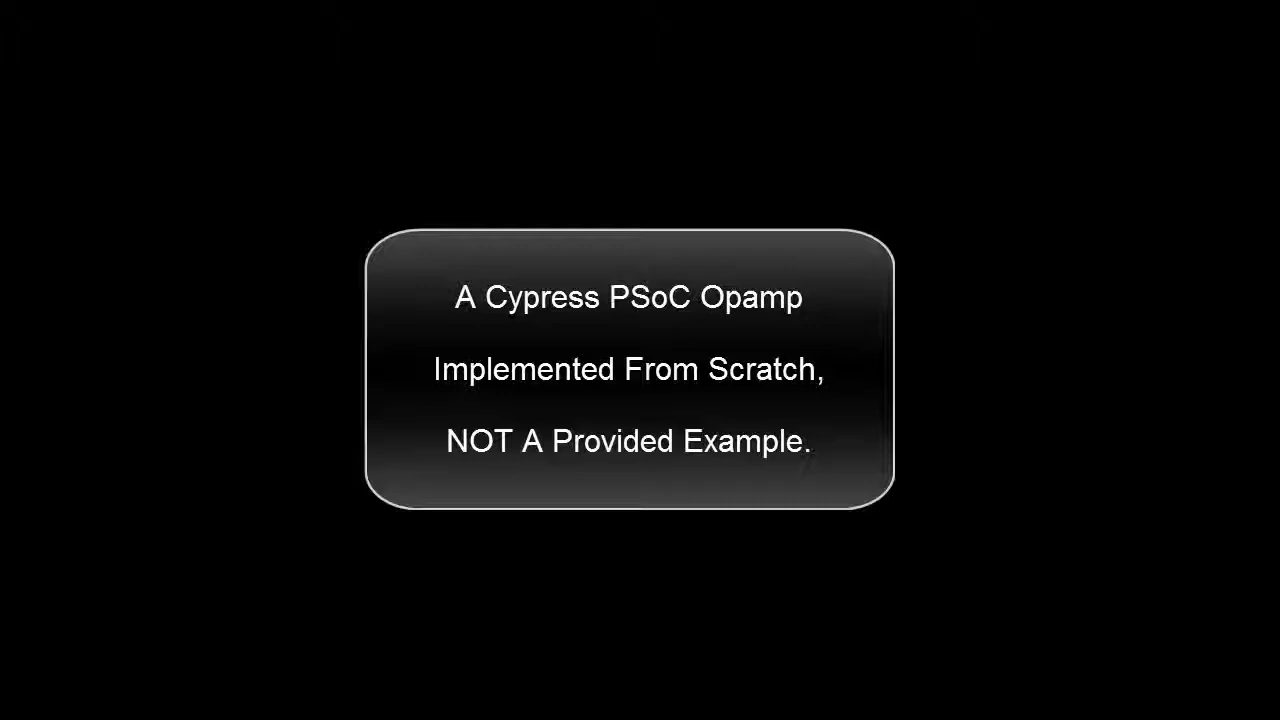 A Cypress PSoC Opamp
Implemented From Scratch,
NOT A Provided Example.